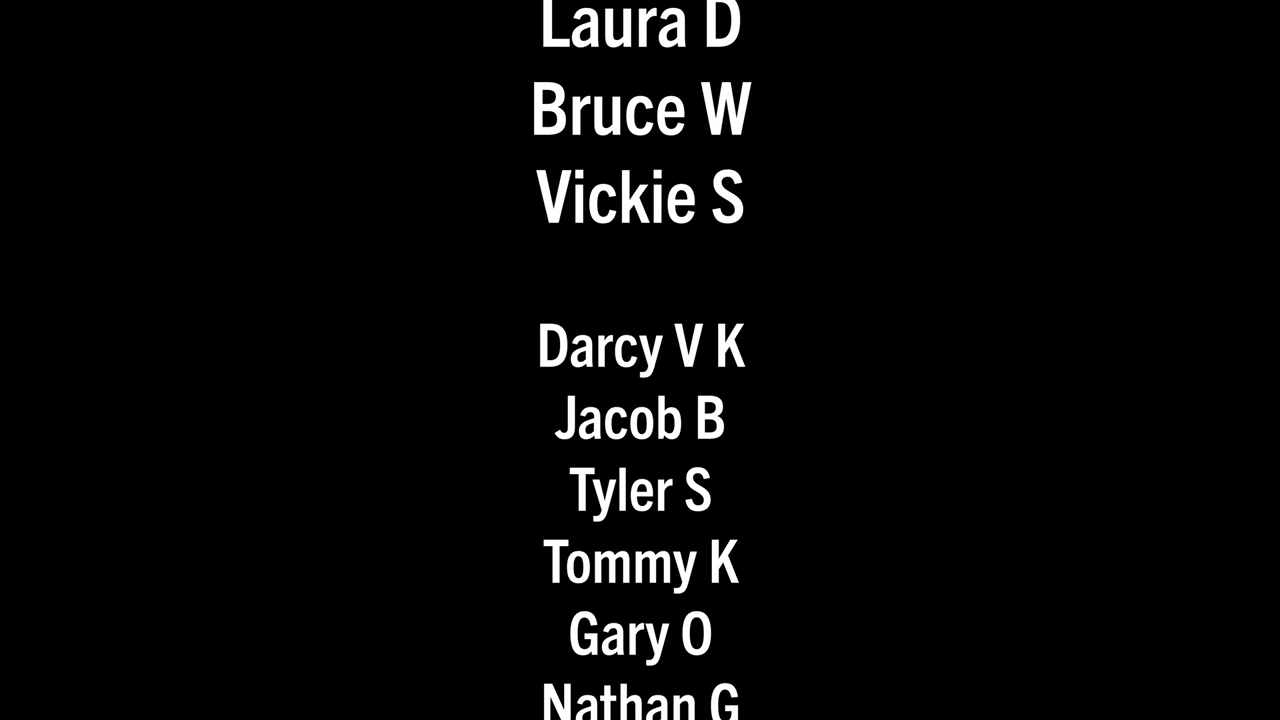 Laura D
Bruce W
Vickie S
Darcy V K
Jacob B
Tyler S
Tommy K
Gary O
Nathan G